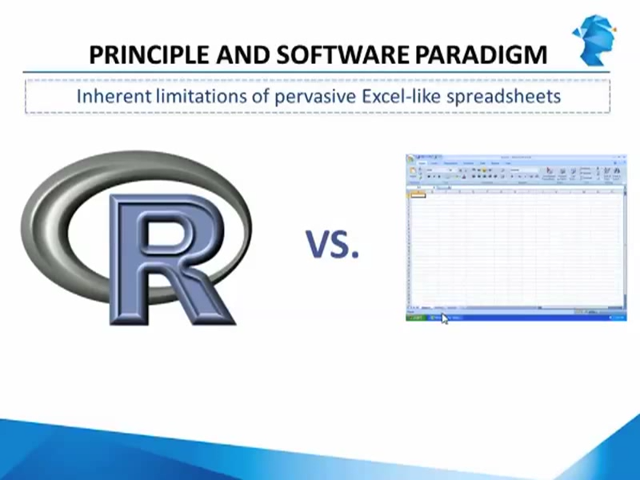 PRINCIPLE AND SOFTWARE PARADIGM
Inherent limitations of pervasive Excel-like spreadsheets
R
VS.